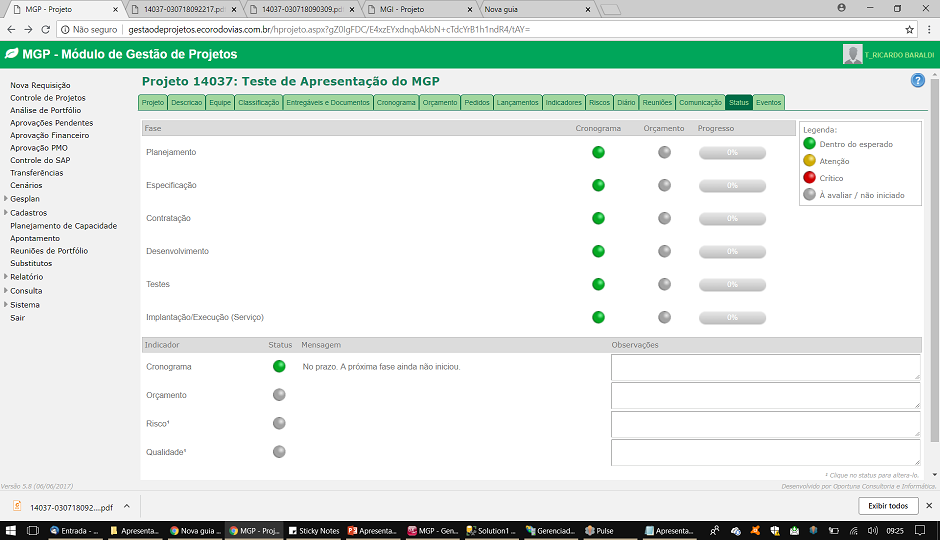 MGP - Projeto
14037-030718092217.pdf
14037-030718090309.pdf
MGI - Projeto
Nova guia
Não seguro
gestaodeprojetos.ecorodovias.com.br/hprojeto.aspx?gZ0IgFDC/E4xzEYxdnqbAkbN+cTdcYrB1h1ndR4/tAY=
MGP - Módulo de Gestão de Projetos
T_RICARDO BARALDI
Nova Requisição
Controle de Projetos
Análise de Portfólio
Aprovações Pendentes
Aprovação Financeiro
Aprovação PMO
Controle do SAP
Transferências
Cenários
Gesplan
Cadastros
Planejamento de Capacidade
Apontamento
Reuniões de Portfólio
Substitutos
Relatório
Consulta
Sistema
Sair
Projeto 14037: Teste de Apresentação do MGP
?
Projeto Descricao Equipe Classificação Entregáveis e Documentos Cronograma Orçamento Pedidos Lançamentos Indicadores Riscos Diário Reuniões Comunicação Status Eventos
Fase Cronograma Orçamento Progresso
Planejamento 0%
Especificação 0%
Contratação 0%
Desenvolvimento 0%
Testes 0%
Implantação/Execução (Serviço) 0%
Legenda:
Dentro do esperado
Atenção
Crítico
À avaliar / não iniciado
Indicador Status Mensagem Observações
Cronograma No prazo. A próxima fase ainda não iniciou.
Orçamento
Risco¹
Qualidade¹
¹ Clique no status para altera-lo.
Versão 5.8 (06/06/2017)
Desenvolvido por Oportuna Consultoria e Informática.
14037-030718092....pdf
Exibir todos
Entrada - ...
Apresenta...
Nova guia ...
MGP - Proj...
Sticky Notes
Apresenta...
MGP - Gen...
Solution1 ...
Gerenciad...
Pulse
Apresenta...
09:25